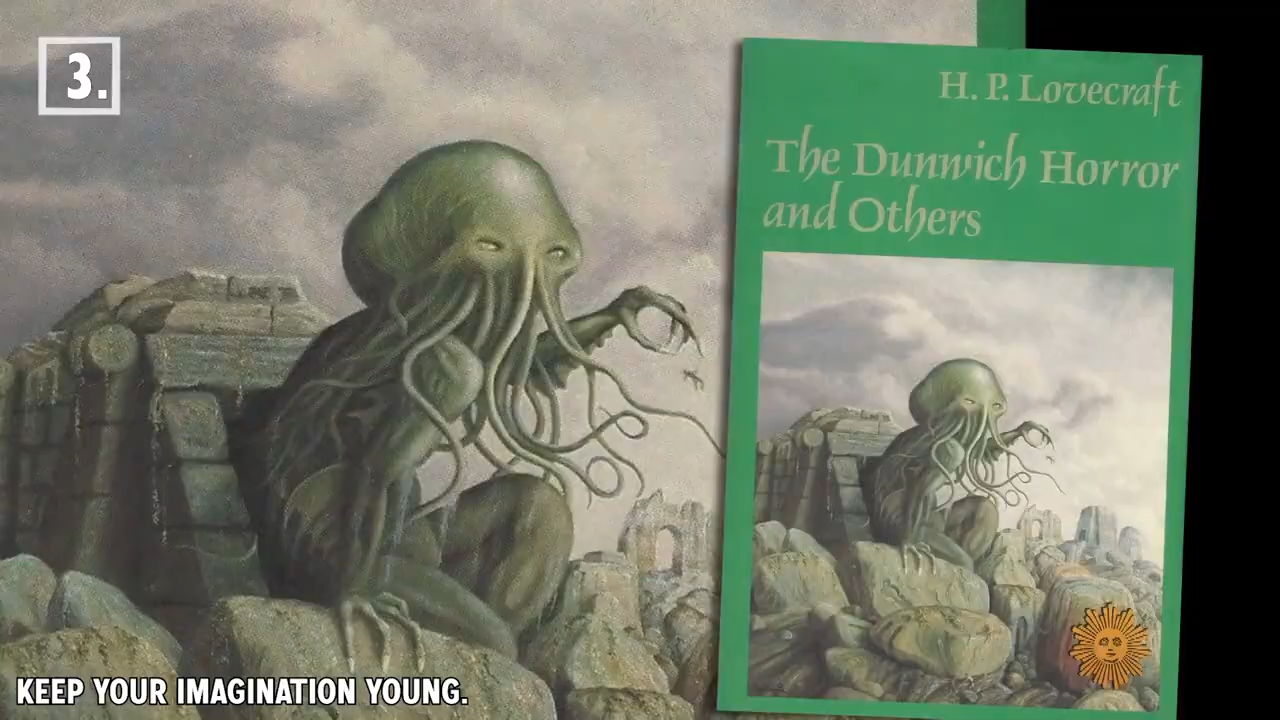 3.
H. P. Lovecraft
The Dunwich Horror
and Others
KEEP YOUR IMAGINATION YOUNG.